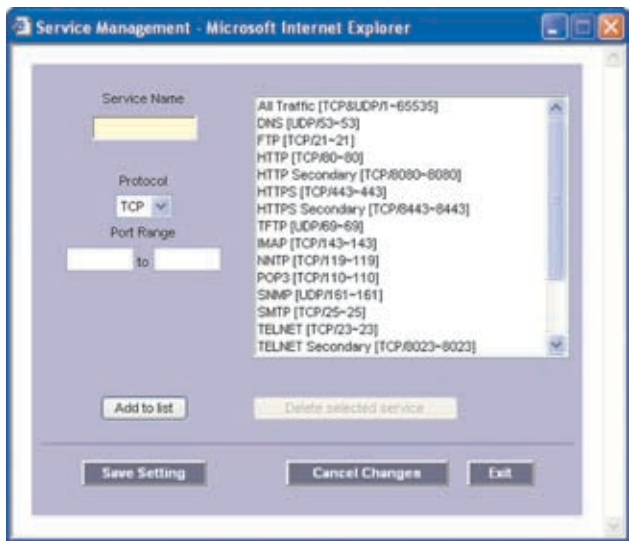 Service Management - Microsoft Internet Explorer
Service Name
Protocol
TCP
Port Range
to
All Traffic [TCP&UDP/1~65535]
DNS [UDP/53~53]
FTP [TCP/21~21]
HTTP [TCP/80~80]
HTTP Secondary [TCP/8080~8080]
HTTPS [TCP/443~443]
HTTPS Secondary [TCP/8443~8443]
TFTP [UDP/69~69]
IMAP [TCP/143~143]
NNTP [TCP/119~119]
POP3 [TCP/110~110]
SNMP [UDP/161~161]
SMTP [TCP/25~25]
TELNET [TCP/23~23]
TELNET Secondary [TCP/8023~8023]
Add to list
Delete selected service
Save Setting
Cancel Changes
Exit